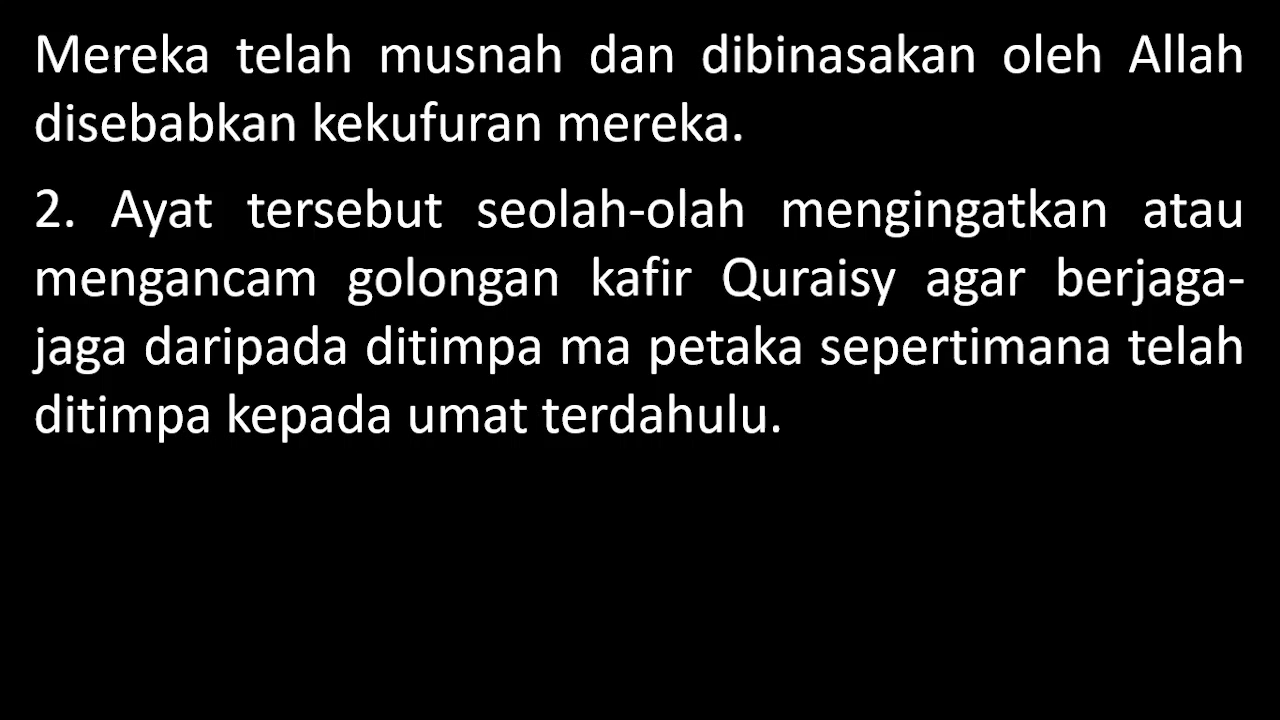 Mereka telah musnah dan dibinasakan oleh Allah
disebabkan kekufuran mereka.
2. Ayat tersebut seolah-olah mengingatkan atau
mengancam golongan kafir Quraisy agar berjaga-
jaga daripada ditimpa ma petaka sepertimana telah
ditimpa kepada umat terdahulu.